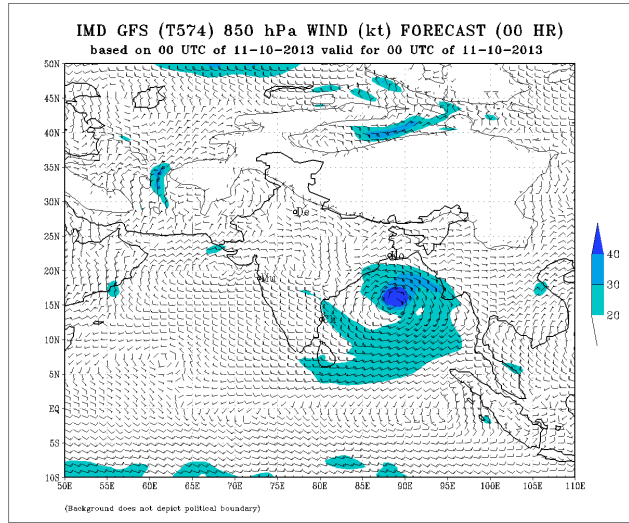 IMD GFS (T574) 850 hPa WIND (kt) FORECAST (00 HR)
based on 00 UTC of 11-10-2013 valid for 00 UTC of 11-10-2013
50N
45N
40N
35N
30N
25N
20N
15N
10N
5N
EQ
5S
10S
50E 55E 60E 65E 70E 75E 80E 85E 90E 95E 100E 105E 110E
40
30
20
De
(Background does not depict political boundary)